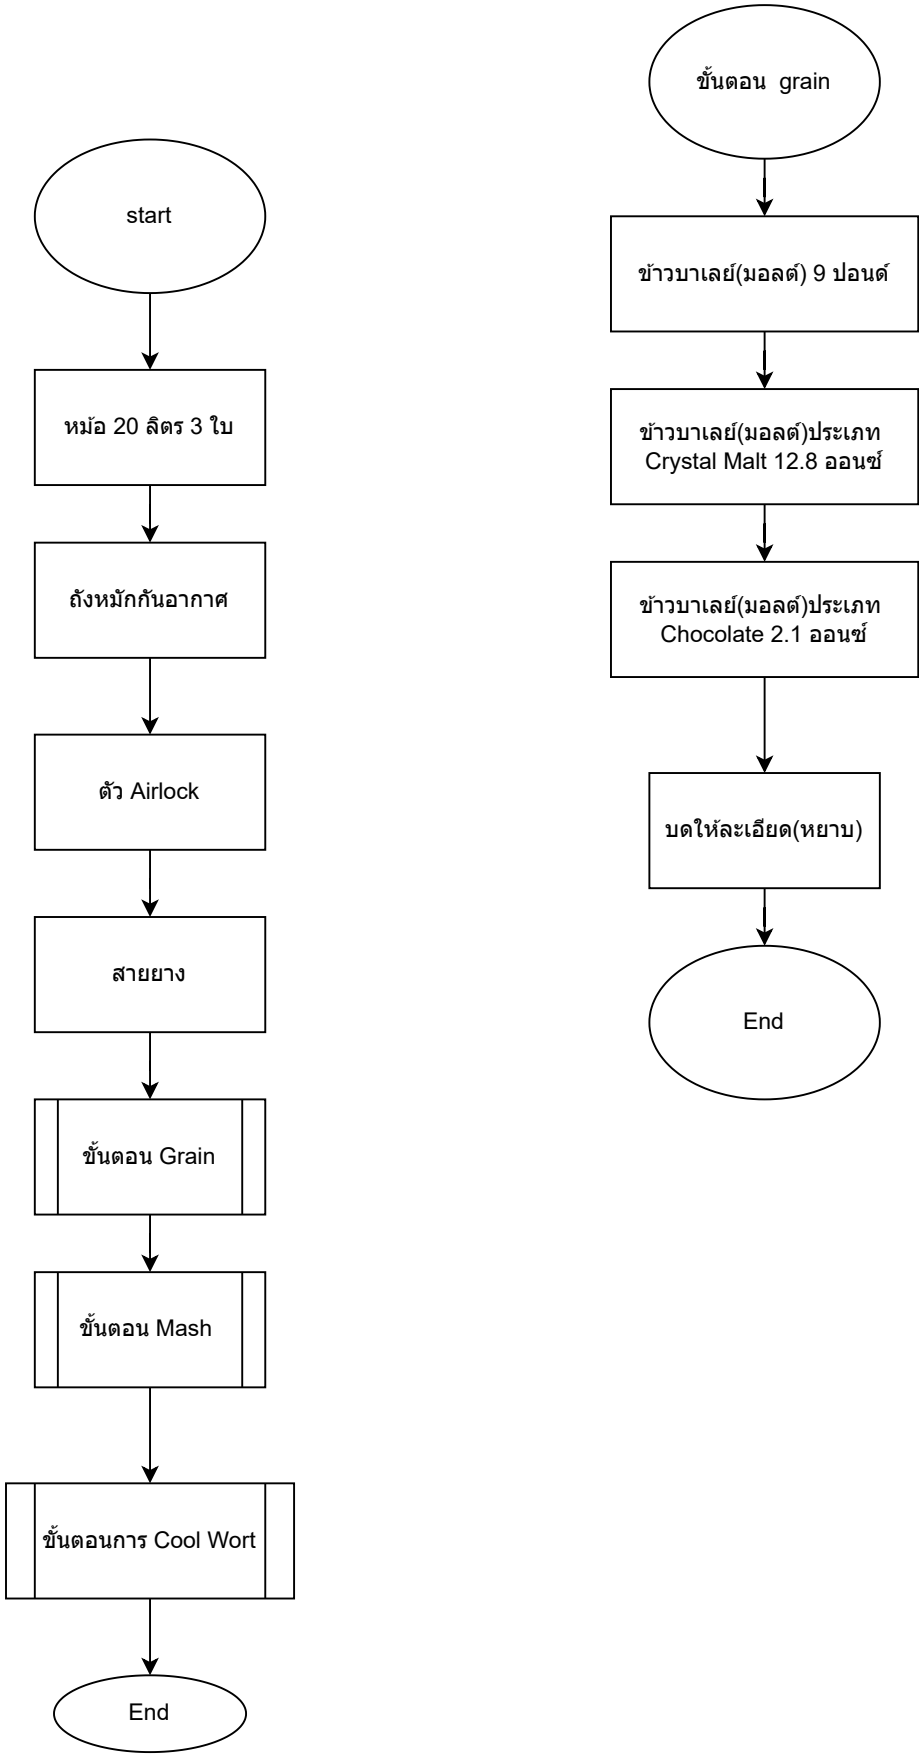 start
หม้อ 20 ลิตร 3 ใบ
ถังหมักกันอากาศ
ตัว Airlock
สายยาง
ขั้นตอน Grain
ขั้นตอน Mash
ขั้นตอนการ Cool Wort
End
ขั้นตอน grain
ข้าวบาเลย์(มอลต์) 9 ปอนด์
ข้าวบาเลย์(มอลต์)ประเภท
Crystal Malt 12.8 ออนซ์
ข้าวบาเลย์(มอลต์)ประเภท
Chocolate 2.1 ออนซ์
บดให้ละเอียด(หยาบ)
End